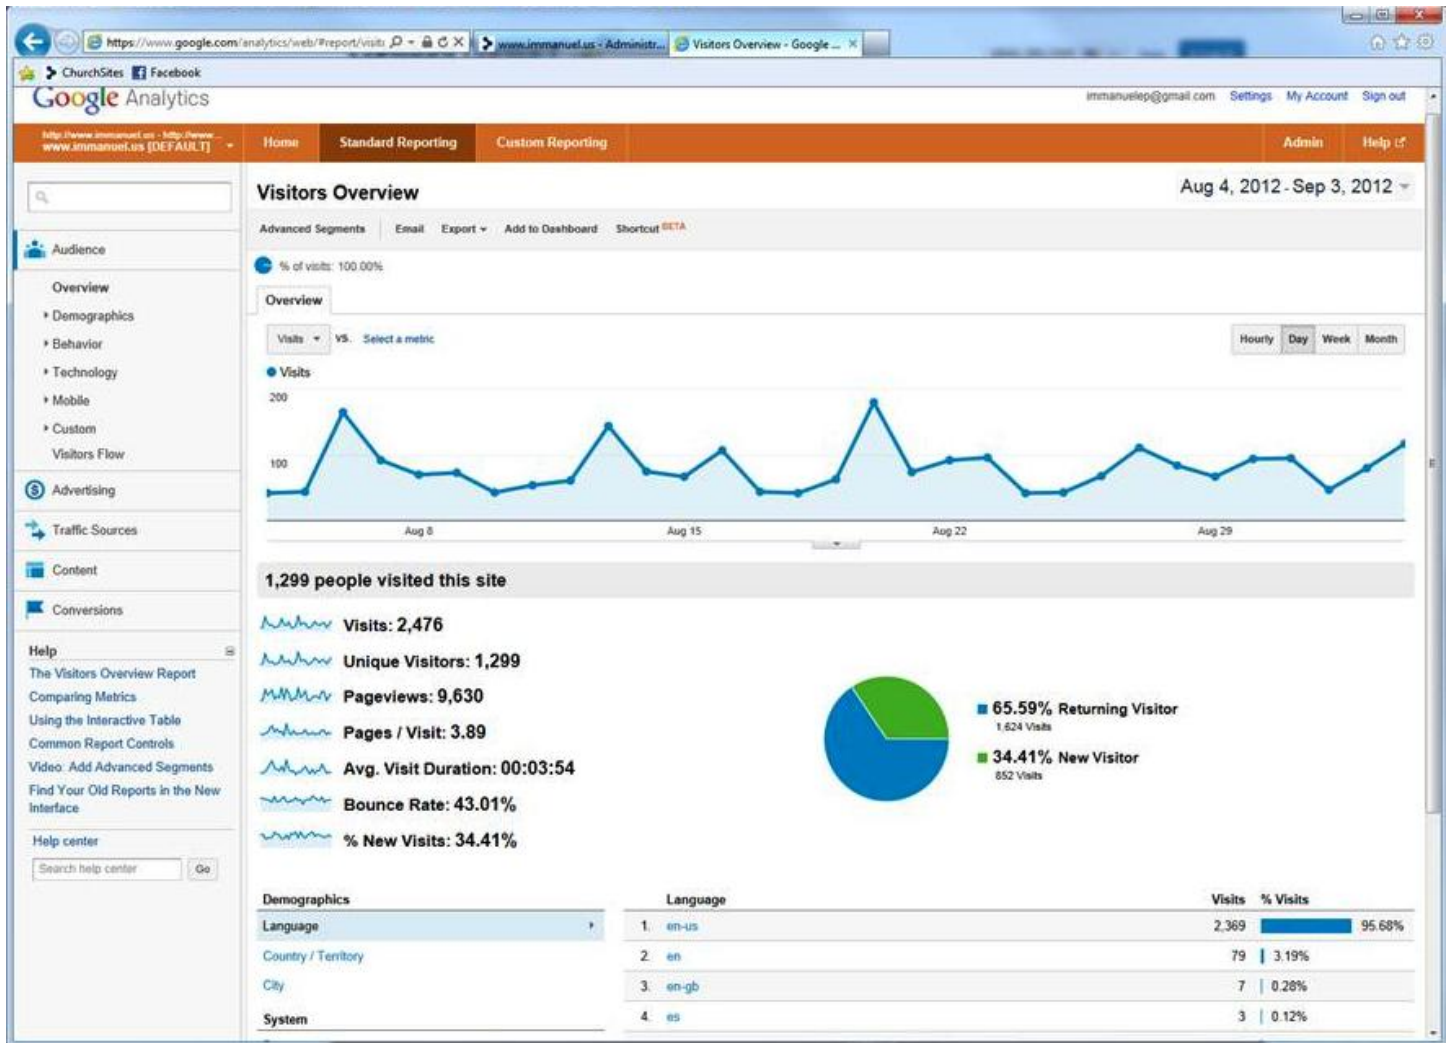 https://www.google.com/analytics/web/#report/visit
www.immanuel.us - Administr...
Visitors Overview - Google ...
ChurchSites Facebook
Google Analytics
immanuelep@gmail.com Settings My Account Sign out
http://www.immanuel.us - http://www...
www.immanuel.us [DEFAULT]
Home Standard Reporting Custom Reporting Admin Help
Visitors Overview
Aug 4, 2012 - Sep 3, 2012
Advanced Segments Email Export Add to Dashboard Shortcut BETA
% of visits: 100.00%
Overview
Visits VS. Select a metric
Hourly Day Week Month
Visits
200
100
Aug 8 Aug 15 Aug 22 Aug 29
Audience
Overview
Demographics
Behavior
Technology
Mobile
Custom
Visitors Flow
Advertising
Traffic Sources
Content
Conversions
Help
The Visitors Overview Report
Comparing Metrics
Using the Interactive Table
Common Report Controls
Video: Add Advanced Segments
Find Your Old Reports in the New
Interface
Help center
Search help center Go
1,299 people visited this site
Visits: 2,476
Unique Visitors: 1,299
Pageviews: 9,630
Pages / Visit: 3.89
Avg. Visit Duration: 00:03:54
Bounce Rate: 43.01%
% New Visits: 34.41%
65.59% Returning Visitor
1,624 Visits
34.41% New Visitor
852 Visits
Demographics
Language
Country / Territory
City
System
Language Visits % Visits
1. en-us 2,369 95.68%
2. en 79 3.19%
3. en-gb 7 0.28%
4. es 3 0.12%